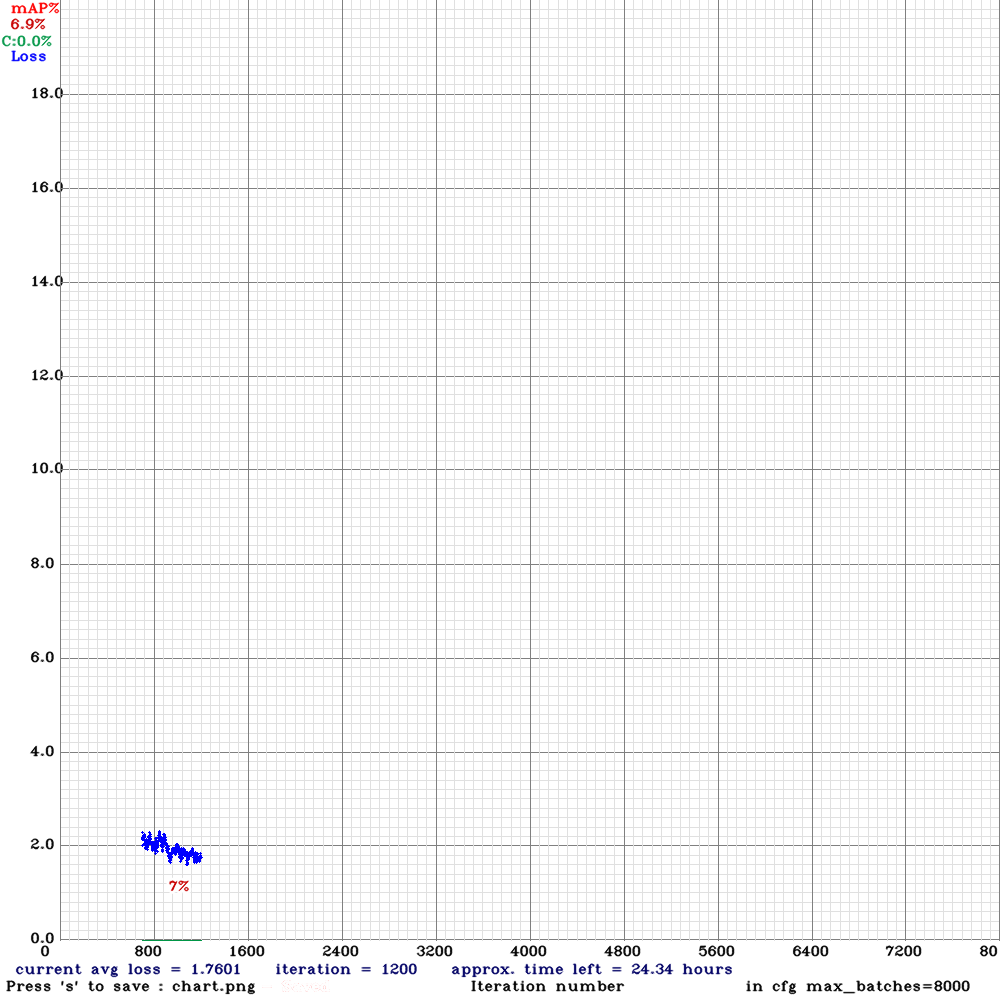 mAP%
6.9%
C:0.0%
Loss
18.0
16.0
14.0
12.0
10.0
8.0
6.0
4.0
2.0
7%
0.0
0 800 1600 2400 3200 4000 4800 5600 6400 7200 80
current avg loss = 1.7601 iteration = 1200 approx. time left = 24.34 hours
Press 's' to save : chart.png Iteration number in cfg max_batches=8000